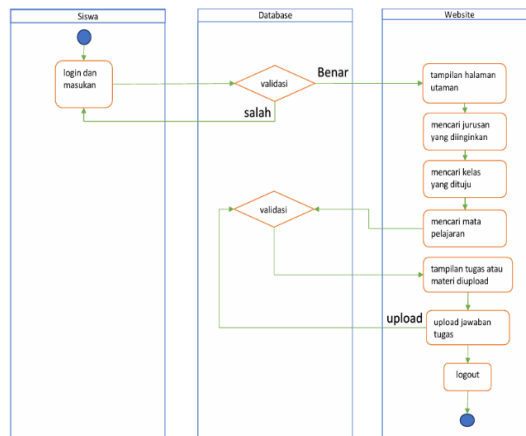 Siswa
Database
Website
login dan
masukan
validasi
Benar
salah
tampilan halaman
utaman
mencari jurusan
yang diinginkan
mencari kelas
yang dituju
validasi
mencari mata
pelajaran
tampilan tugas atau
materi diupload
upload
upload jawaban
tugas
logout